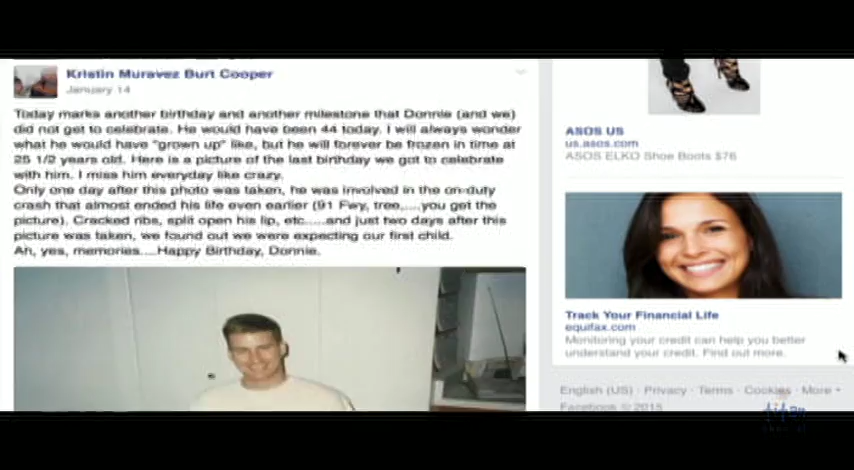 Kristin Muravez Burt Cooper
January 14
Today marks another birthday and another milestone that Donnie (and we)
did not get to celebrate. He would have been 44 today. I will always wonder
what he would have "grown up" like, but he will forever be frozen in time at
25 1/2 years old. Here is a picture of the last birthday we got to celebrate
with him. I miss him everyday like crazy.
Only one day after this photo was taken, he was involved in the on-duty
crash that almost ended his life even earlier (91 Fwy, tree,....you get the
picture). Cracked ribs, split open his lip, etc....and just two days after this
picture was taken, we found out we were expecting our first child.
Ah, yes, memories....Happy Birthday, Donnie.
ASOS US
us.asos.com
ASOS ELKO Shoe Boots $76
Track Your Financial Life
equifax.com
Monitoring your credit can help you better
understand your credit. Find out more.
English (US) · Privacy · Terms · Cookies · More
Facebook © 2015